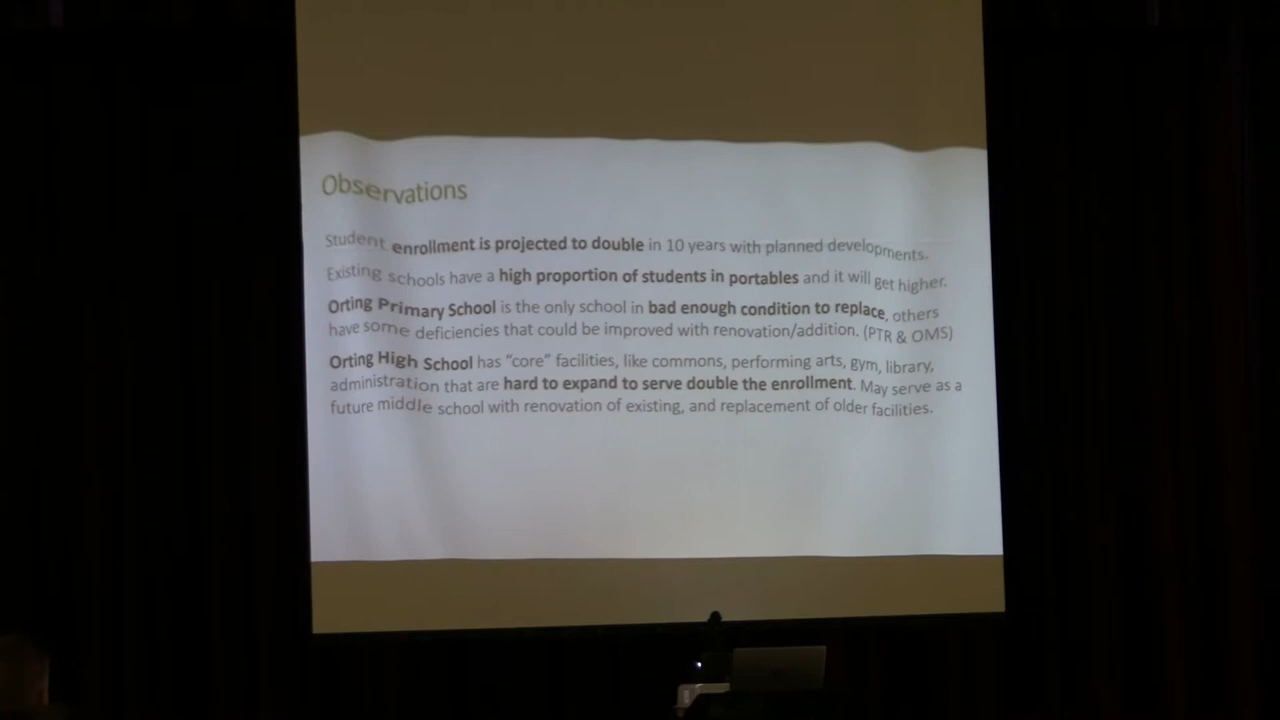 Observations
Student enrollment is projected to double in 10 years with planned developments.
Existing schools have a high proportion of students in portables and it will get higher.
Orting Primary School is the only school in bad enough condition to replace, others
have some deficiencies that could be improved with renovation/addition. (PTR & OMS)
Orting High School has "core" facilities, like commons, performing arts, gym, library,
administration that are hard to expand to serve double the enrollment. May serve as a
future middle school with renovation of existing, and replacement of older facilities.